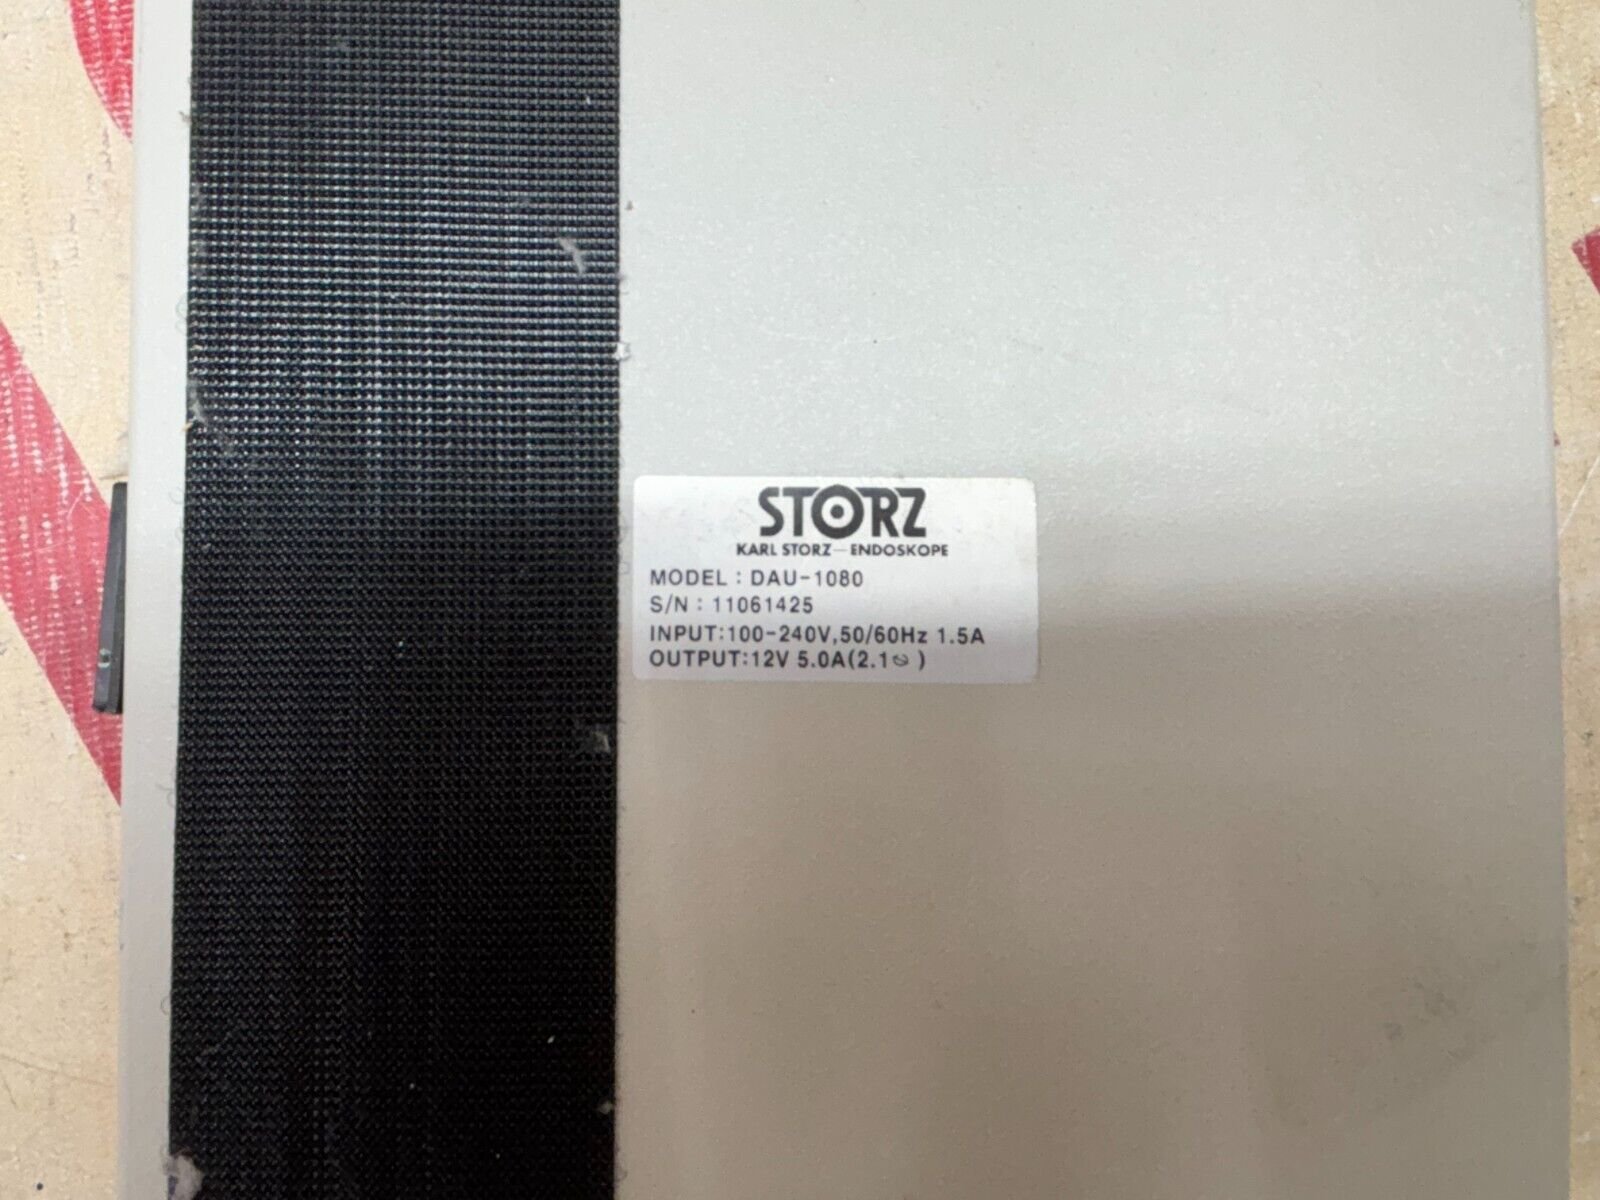 STORZ
KARL STORZ—ENDOSKOPE
MODEL : DAU-1080
S/N : 11061425
INPUT:100-240V,50/60Hz 1.5A
OUTPUT:12V 5.0A(2.1⦰ )